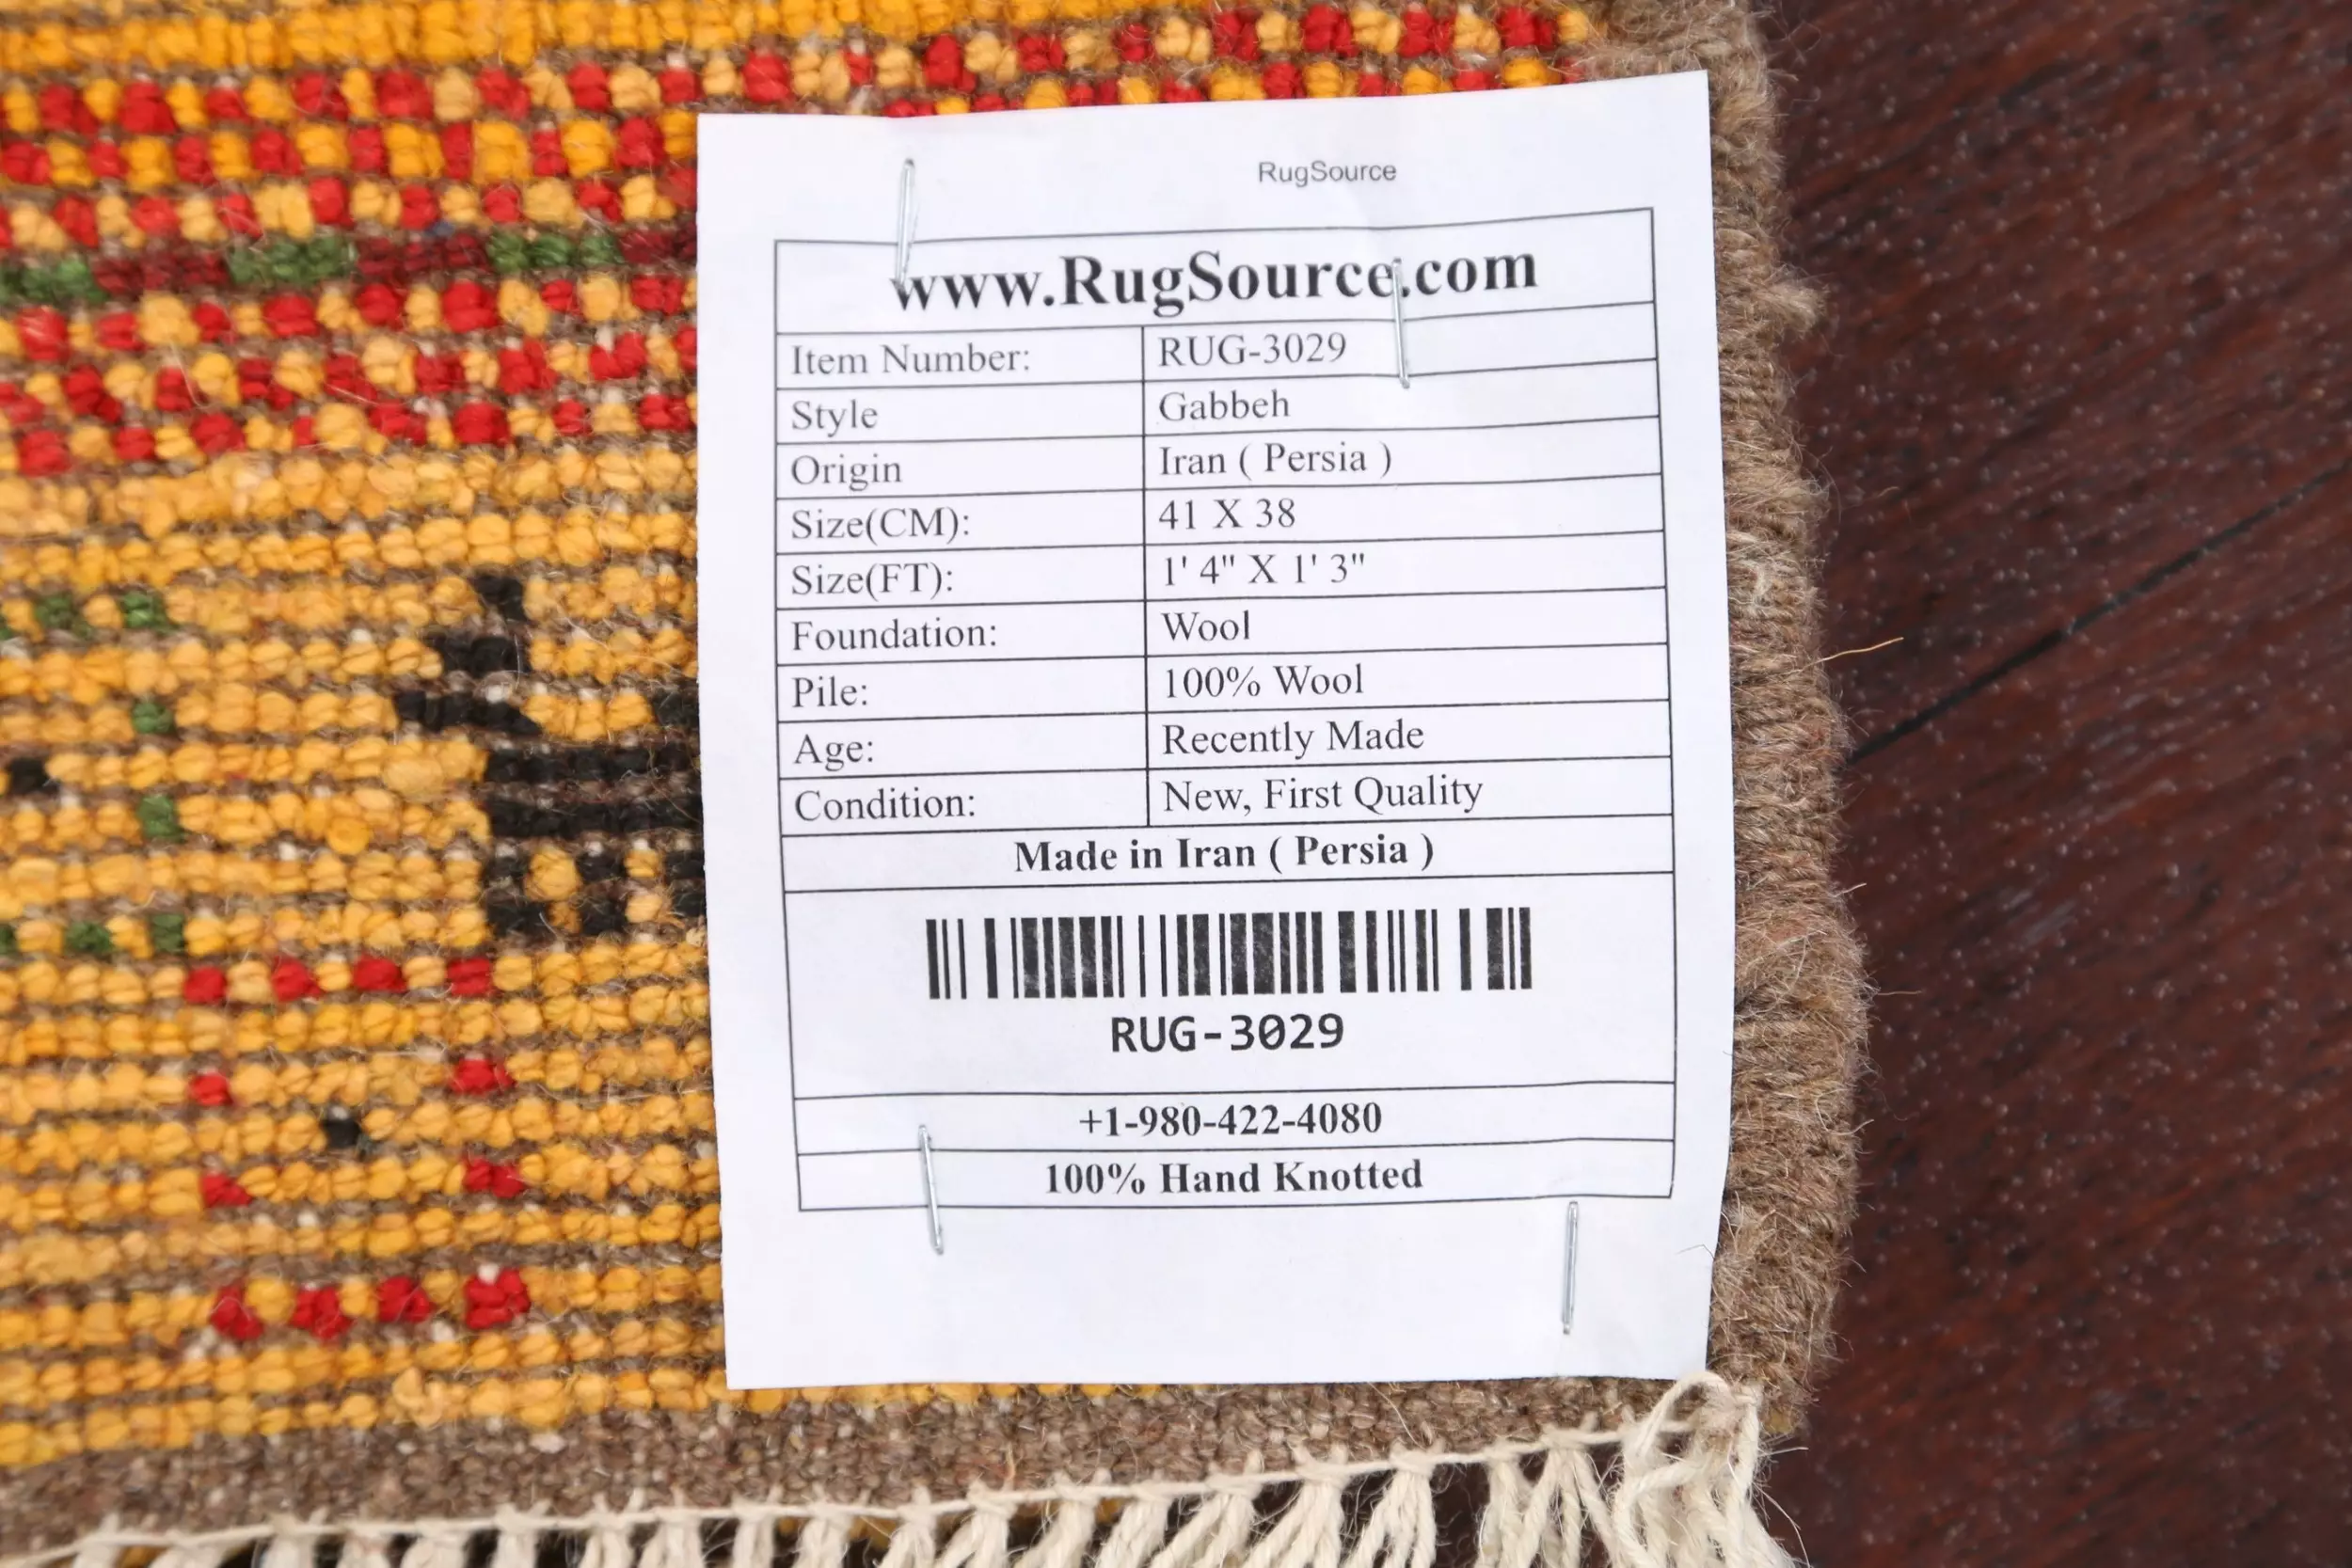 RugSource
www.RugSource.com
Item Number: RUG-3029
Style Gabbeh
Origin Iran ( Persia )
Size(CM): 41 X 38
Size(FT): 1' 4" X 1' 3"
Foundation: Wool
Pile: 100% Wool
Age: Recently Made
Condition: New, First Quality
Made in Iran ( Persia )
RUG-3029
+1-980-422-4080
100% Hand Knotted